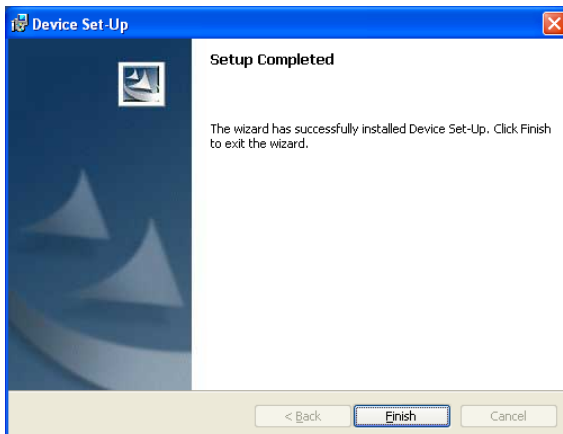 Device Set-Up
Setup Completed
The wizard has successfully installed Device Set-Up. Click Finish
to exit the wizard.
< Back Finish Cancel